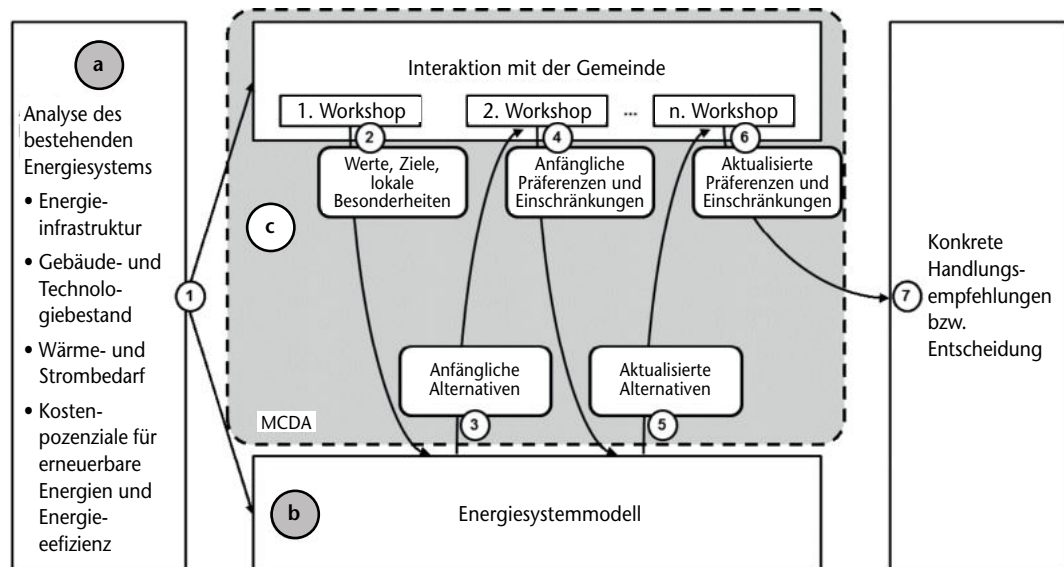 a
Analyse des
bestehenden
Energiesystems
• Energie-
infrastruktur
• Gebäude- und
Technolo-
giebestand
• Wärme- und
Strombedarf
• Kosten-
pozenziale für
erneuerbare
Energien und
Energie-
eefizienz
1
Interaktion mit der Gemeinde
1. Workshop
2. Workshop
...
n. Workshop
2
Werte, Ziele,
lokale
Besonderheiten
4
Anfängliche
Präferenzen und
Einschränkungen
6
Aktualisierte
Präferenzen und
Einschränkungen
c
Anfängliche
Alternativen
3
Aktualisierte
Alternativen
5
MCDA
b
Energiesystemmodell
7
Konkrete
Handlungs-
empfehlungen
bzw.
Entscheidung